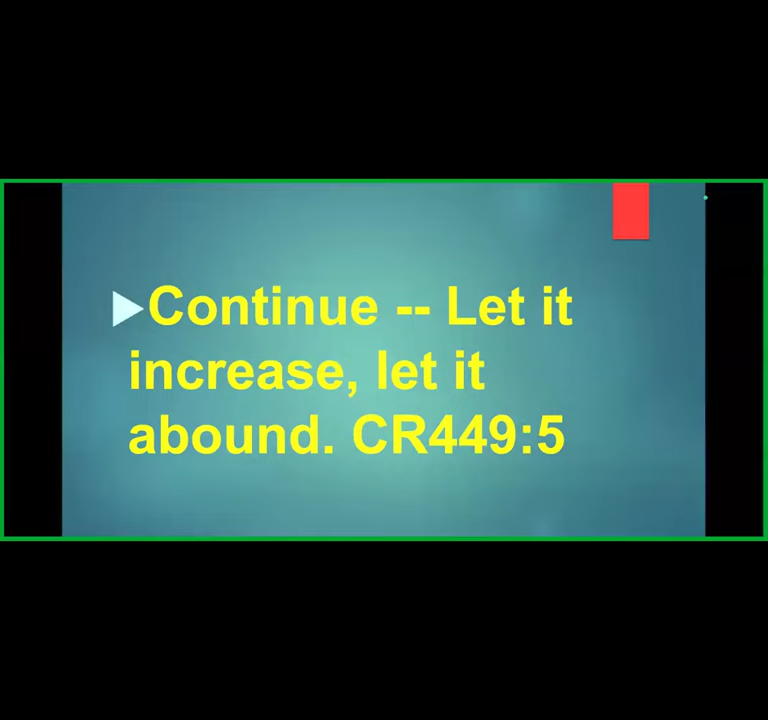 Continue -- Let it
increase, let it
abound. CR449:5